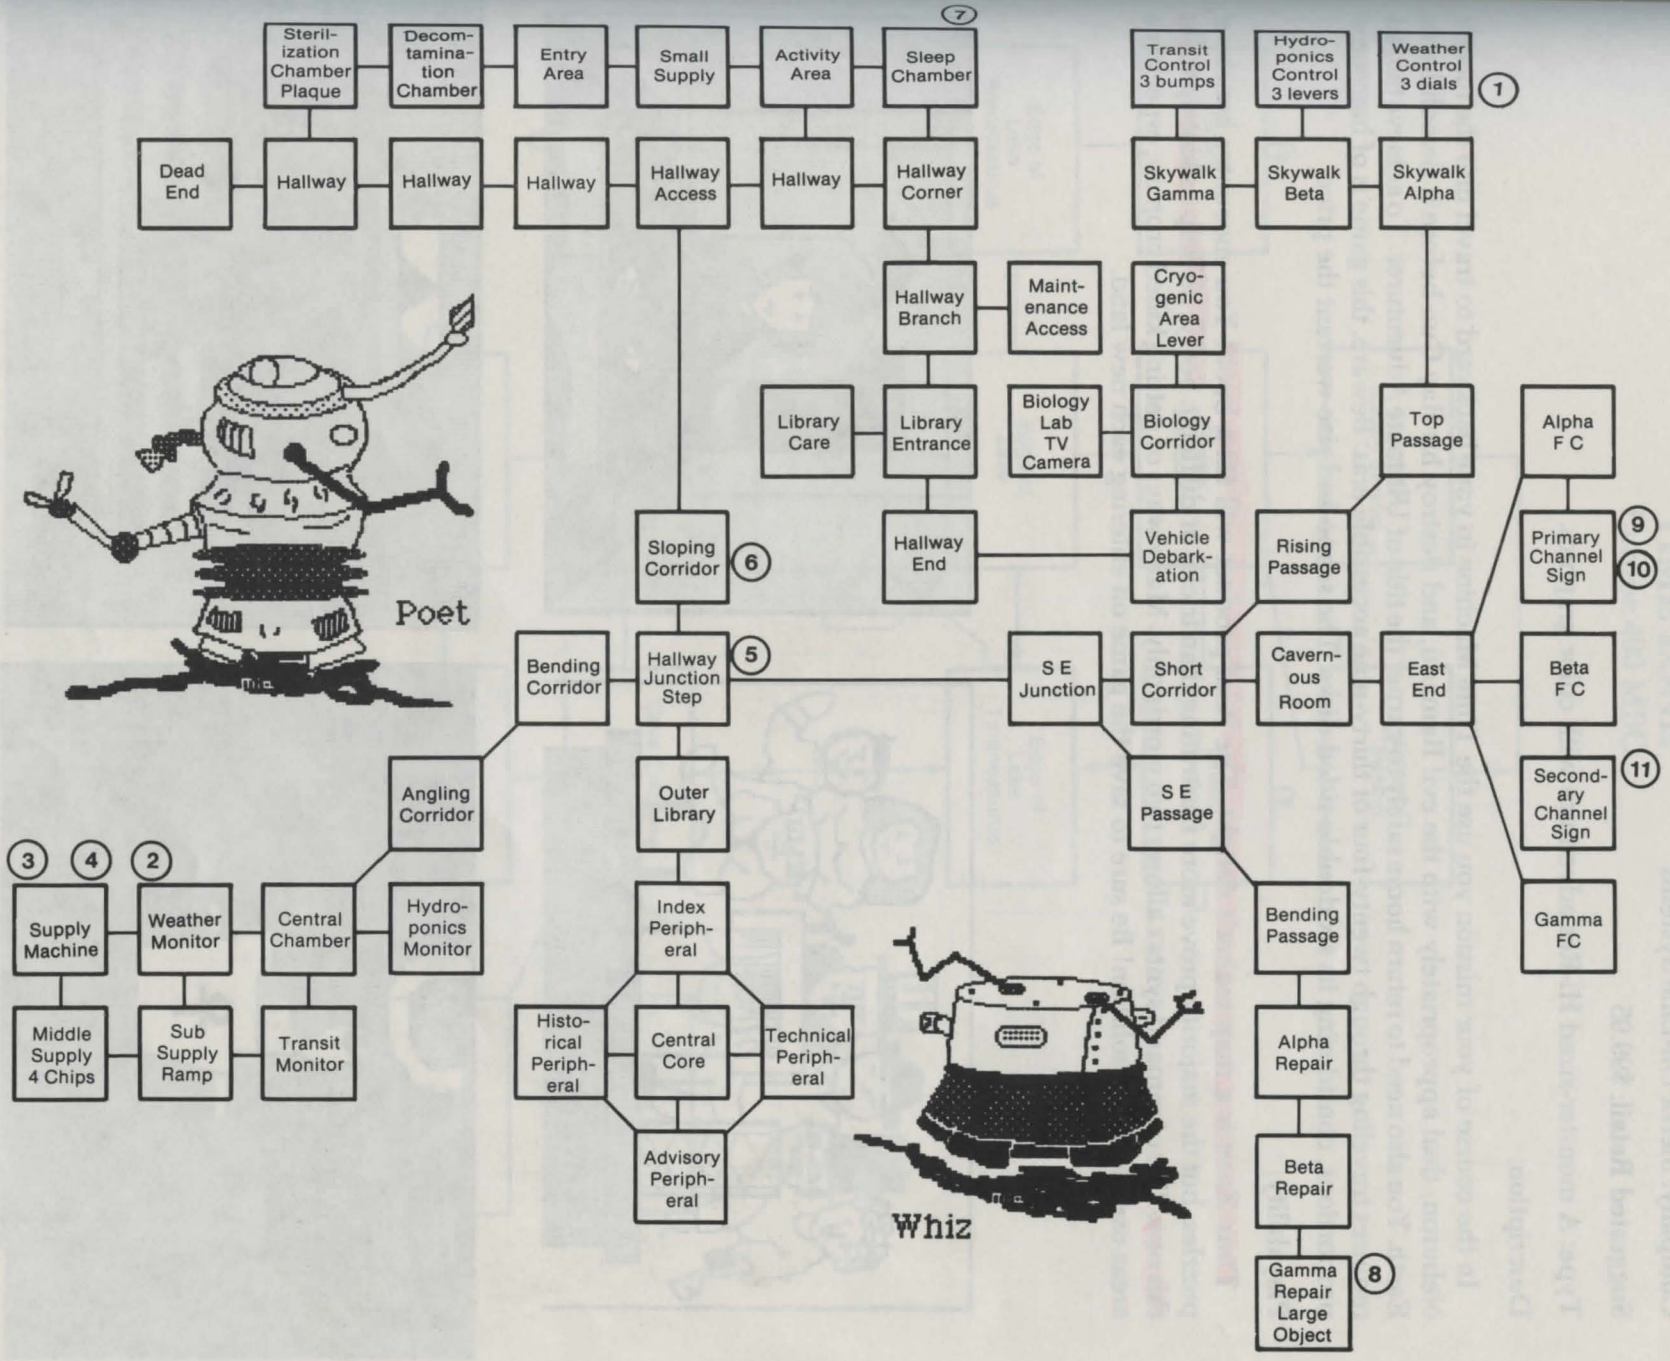 7
Steril-
ization
Chamber
Plaque
Decon-
tamina-
tion
Chamber
Entry
Area
Small
Supply
Activity
Area
Sleep
Chamber
Transit
Control
3 bumps
Hydro-
ponics
Control
3 levers
Weather
Control
3 dials
1
Dead
End
Hallway
Hallway
Hallway
Hallway
Access
Hallway
Hallway
Corner
Skywalk
Gamma
Skywalk
Beta
Skywalk
Alpha
Hallway
Branch
Maint-
enance
Access
Cryo-
genic
Area
Lever
Library
Care
Library
Entrance
Biology
Lab
TV
Camera
Biology
Corridor
Top
Passage
Alpha
F C
Sloping
Corridor
6
Hallway
End
Vehicle
Debark-
ation
Rising
Passage
Primary
Channel
Sign
9
10
Poet
Bending
Corridor
Hallway
Junction
Step
5
S E
Junction
Short
Corridor
Cavern-
ous
Room
East
End
Beta
F C
Angling
Corridor
Outer
Library
S E
Passage
Second-
ary
Channel
Sign
11
3
4
2
Supply
Machine
Weather
Monitor
Central
Chamber
Hydro-
ponics
Monitor
Index
Periph-
eral
Bending
Passage
Gamma
FC
Middle
Supply
4 Chips
Sub
Supply
Ramp
Transit
Monitor
Histo-
rical
Periph-
eral
Central
Core
Technical
Periph-
eral
Alpha
Repair
Advisory
Periph-
eral
Whiz
Beta
Repair
Gamma
Repair
Large
Object
8